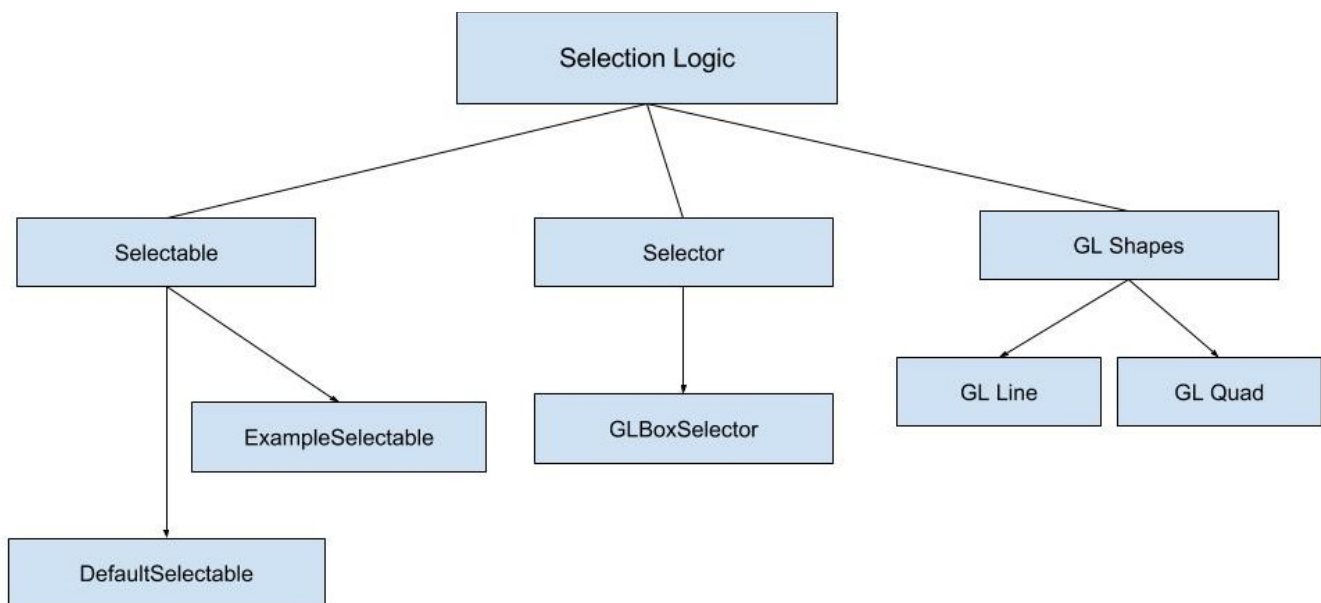 Selection Logic
Selectable
Selector
GL Shapes
GL Line
GL Quad
ExampleSelectable
GLBoxSelector
DefaultSelectable